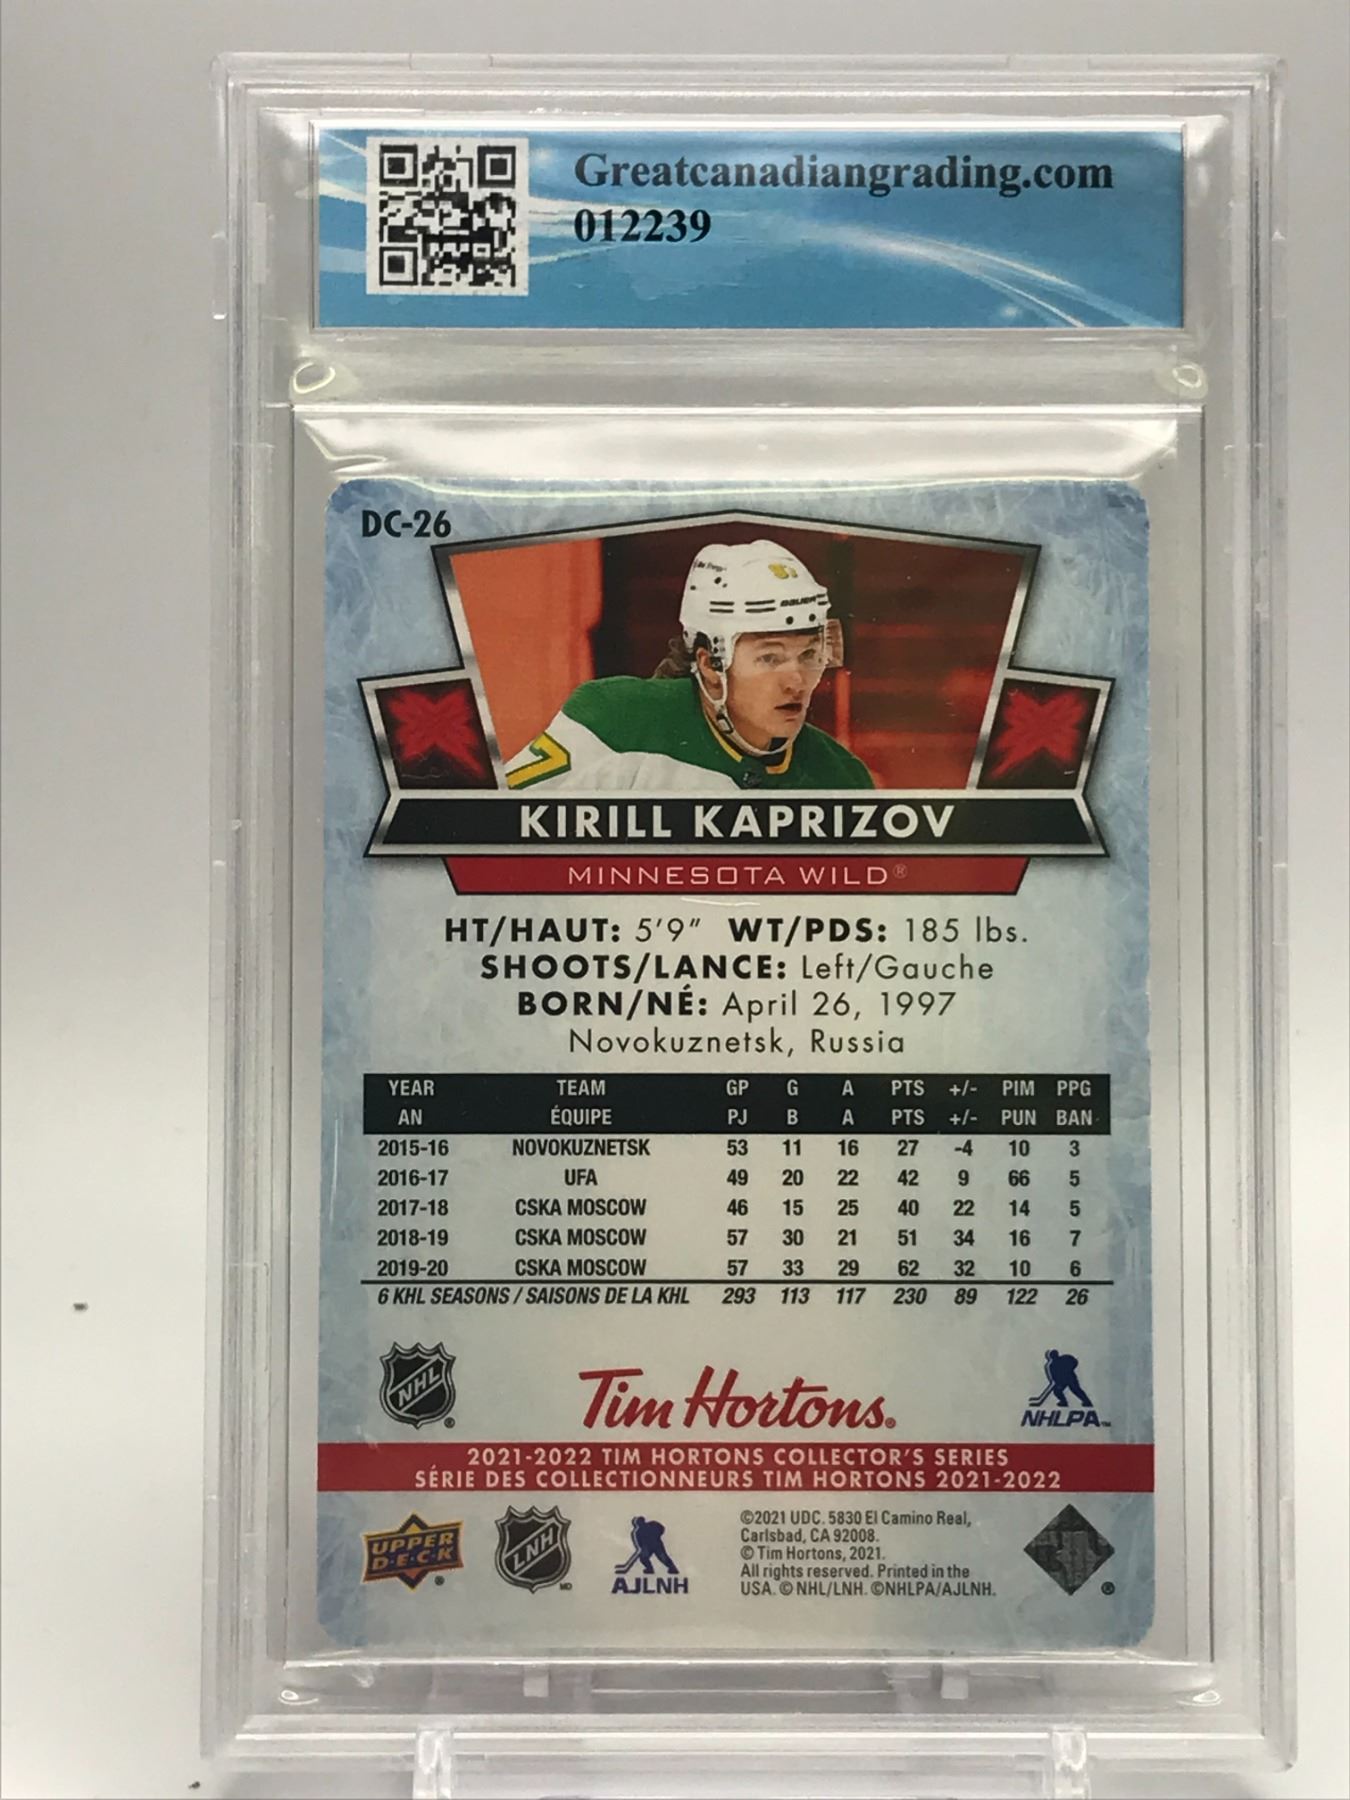 Greatcanadiangrading.com
012239
DC-26
97
BAUER
7
KIRILL KAPRIZOV
MINNESOTA WILD®
HT/HAUT: 5'9" WT/PDS: 185 lbs.
SHOOTS/LANCE: Left/Gauche
BORN/NÉ: April 26, 1997
Novokuznetsk, Russia
YEAR TEAM GP G A PTS +/- PIM PPG
AN ÉQUIPE PJ B A PTS +/- PUN BAN
2015-16 NOVOKUZNETSK 53 11 16 27 -4 10 3
2016-17 UFA 49 20 22 42 9 66 5
2017-18 CSKA MOSCOW 46 15 25 40 22 14 5
2018-19 CSKA MOSCOW 57 30 21 51 34 16 7
2019-20 CSKA MOSCOW 57 33 29 62 32 10 6
6 KHL SEASONS / SAISONS DE LA KHL 293 113 117 230 89 122 26
NHL ® Tim Hortons® NHLPA™
2021-2022 TIM HORTONS COLLECTOR'S SERIES
SÉRIE DES COLLECTIONNEURS TIM HORTONS 2021-2022
UPPER DECK ® LNH MD AJLNH
©2021 UDC. 5830 El Camino Real,
Carlsbad, CA 92008.
© Tim Hortons, 2021.
All rights reserved. Printed in the
USA. © NHL/LNH. ©NHLPA/AJLNH.
®